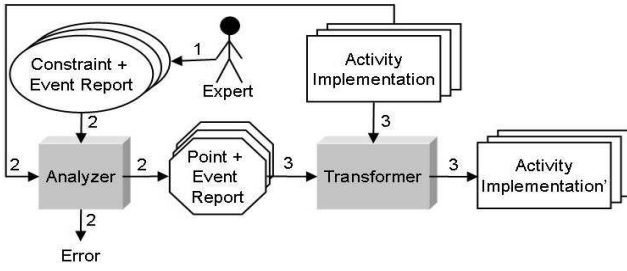 Constraint +
Event Report
1
Expert
Activity
Implementation
2
3
2
Analyzer
2
Point +
Event
Report
3
Transformer
3
Activity
Implementation’
2
Error